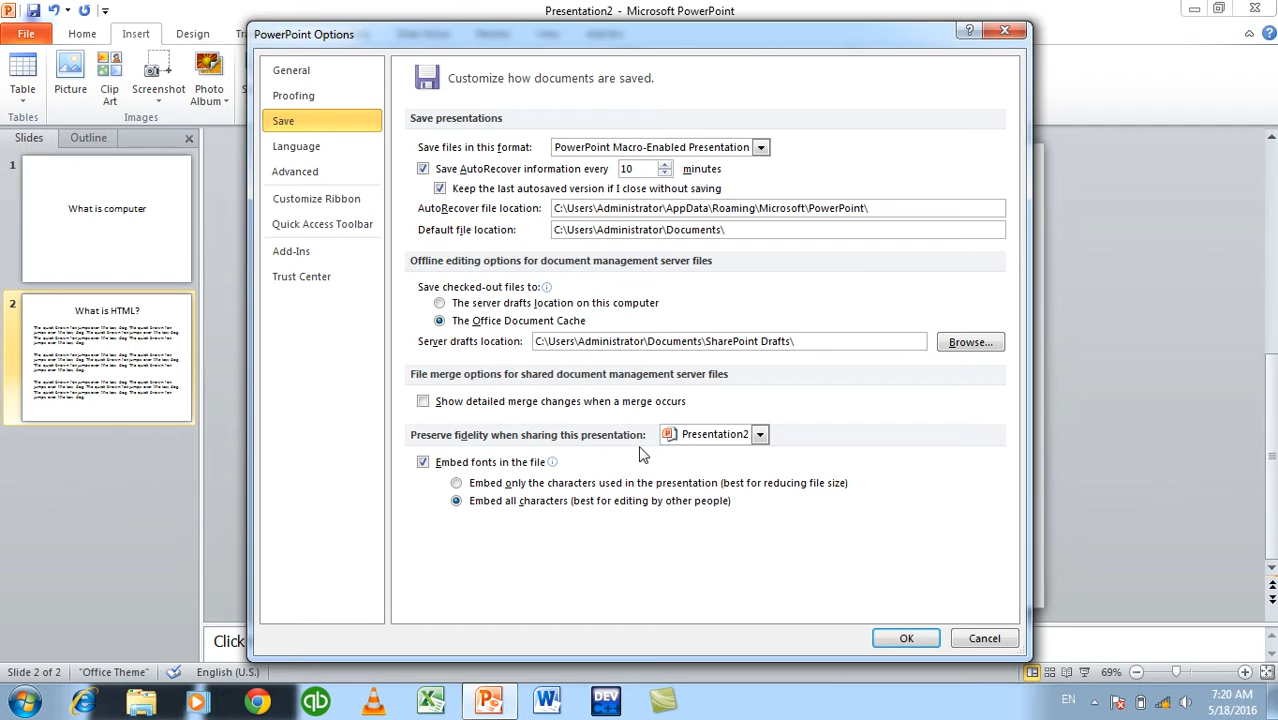 Presentation2 - Microsoft PowerPoint
File Home Insert Design
PowerPoint Options
Table
Picture
Clip Art
Screenshot
Photo Album
Tables
Images
Slides Outline
1
What is computer
2
What is HTML?
General
Proofing
Save
Language
Advanced
Customize Ribbon
Quick Access Toolbar
Add-Ins
Trust Center
Customize how documents are saved.
Save presentations
Save files in this format: PowerPoint Macro-Enabled Presentation
Save AutoRecover information every 10 minutes
Keep the last autosaved version if I close without saving
AutoRecover file location: C:\Users\Administrator\AppData\Roaming\Microsoft\PowerPoint\
Default file location: C:\Users\Administrator\Documents\
Offline editing options for document management server files
Save checked-out files to:
The server drafts location on this computer
The Office Document Cache
Server drafts location: C:\Users\Administrator\Documents\SharePoint Drafts\ Browse...
File merge options for shared document management server files
Show detailed merge changes when a merge occurs
Preserve fidelity when sharing this presentation: Presentation2
Embed fonts in the file
Embed only the characters used in the presentation (best for reducing file size)
Embed all characters (best for editing by other people)
OK Cancel
Click
Slide 2 of 2 "Office Theme" English (U.S.) 69%
EN 7:20 AM
5/18/2016